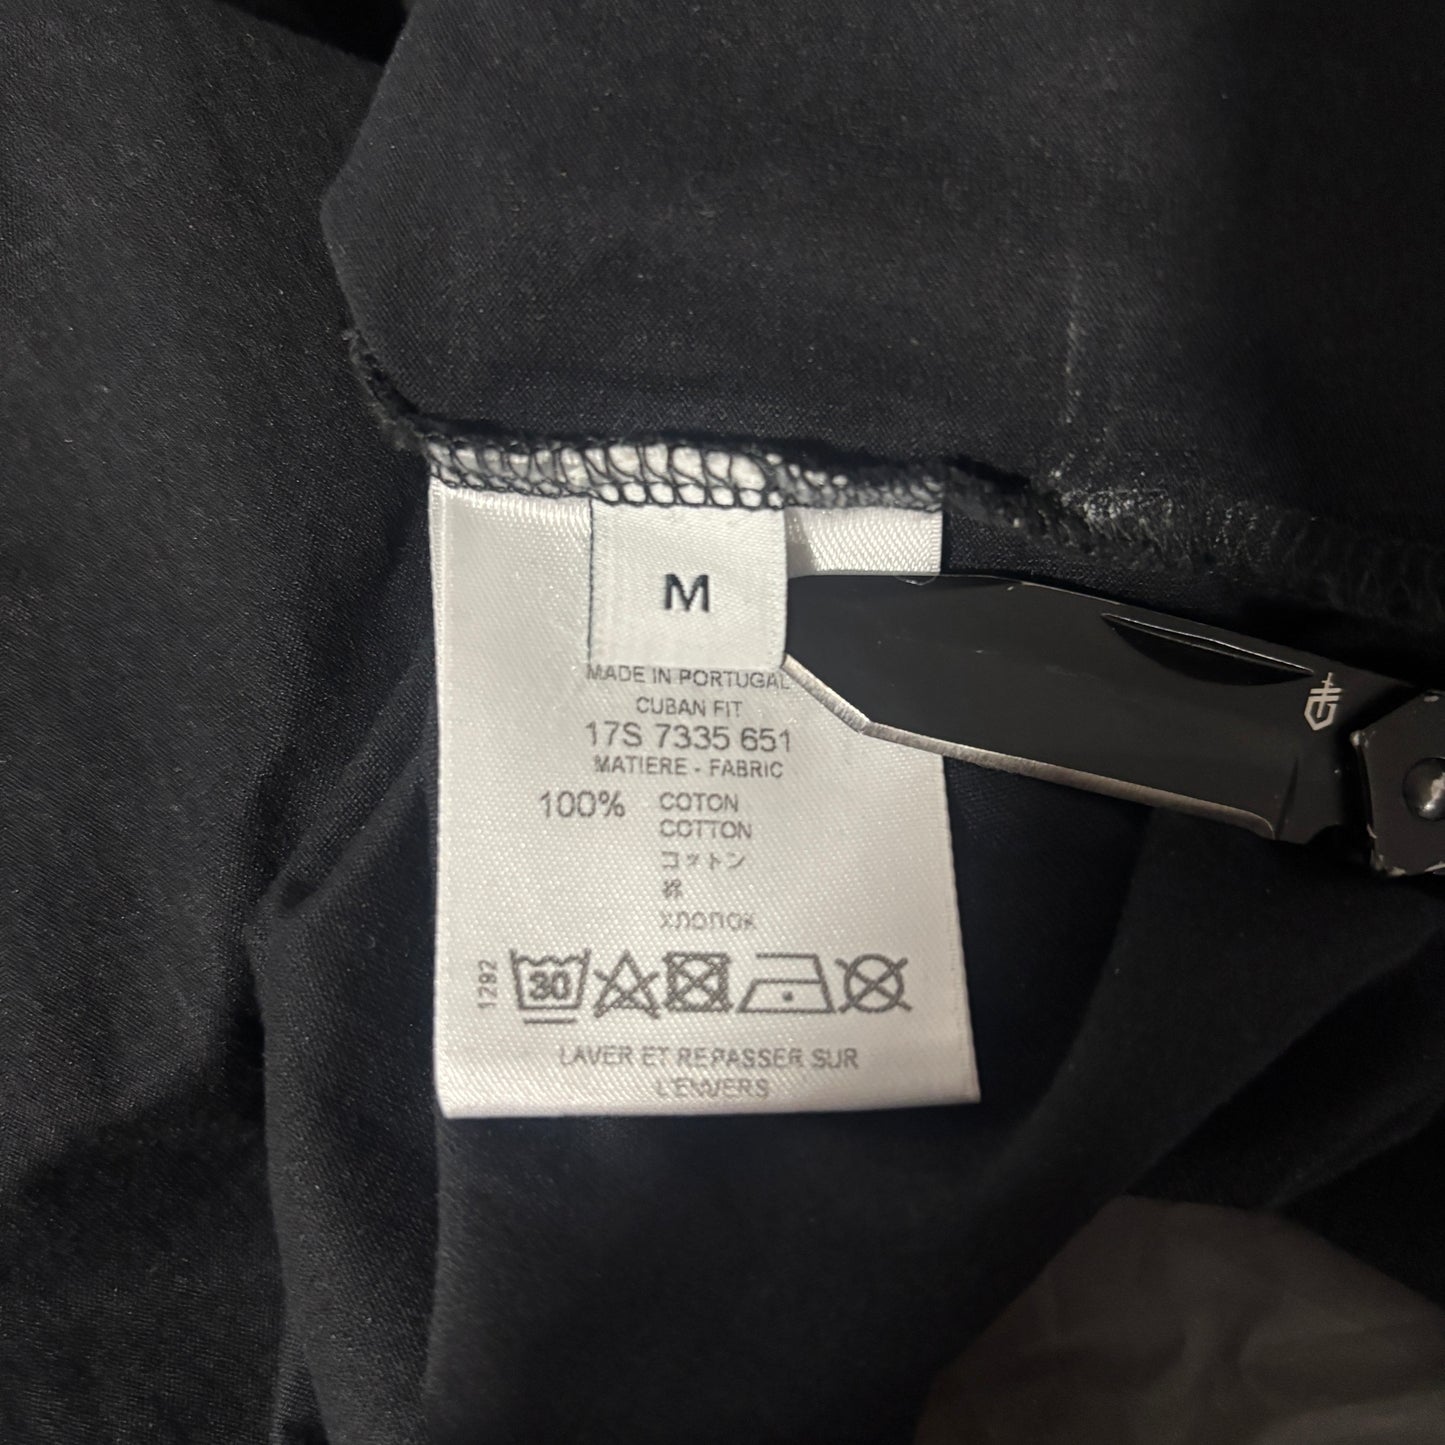 M
MADE IN PORTUGAL
CUBAN FIT
17S 7335 651
MATIERE - FABRIC
100% COTON
COTTON
コットン
綿
хлопок
1292
30
LAVER ET REPASSER SUR
L'ENVERS